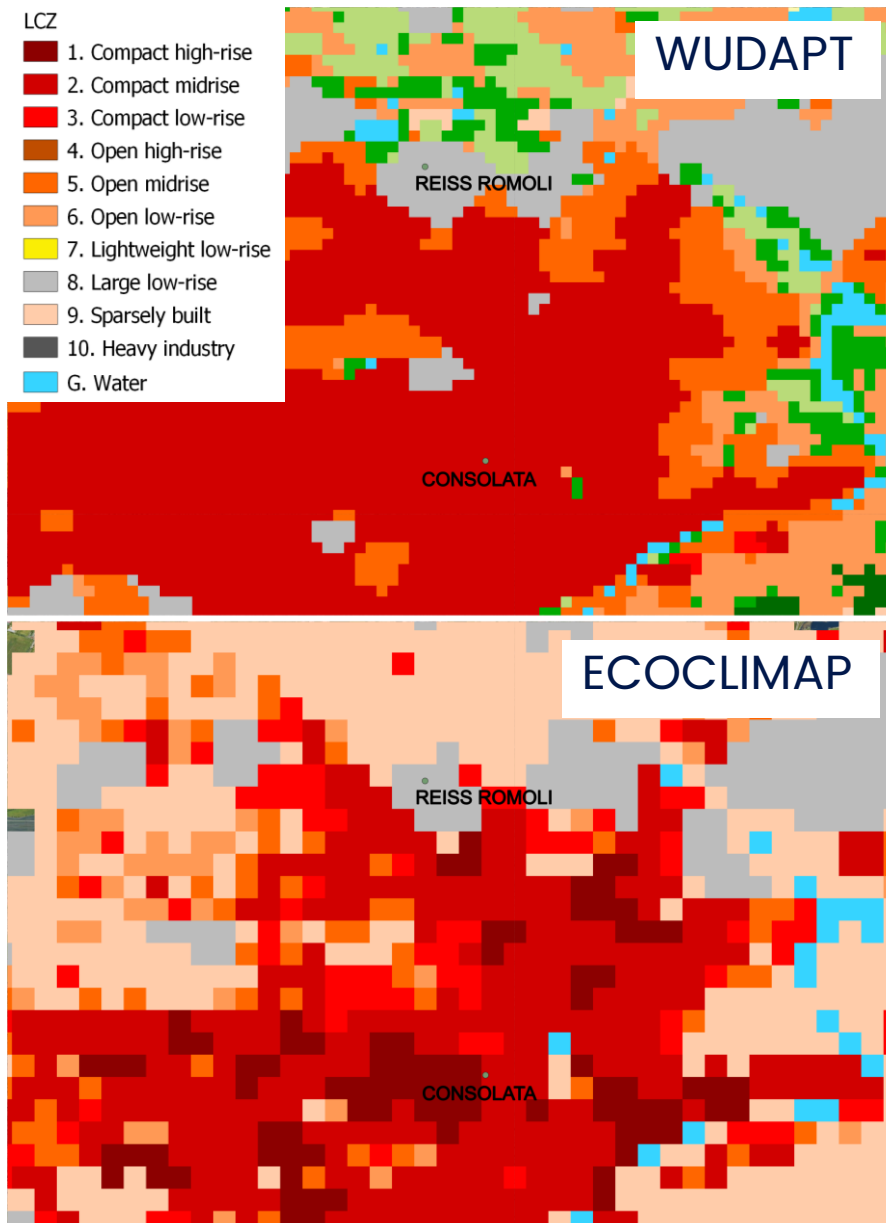 LCZ
1. Compact high-rise
2. Compact midrise
3. Compact low-rise
4. Open high-rise
5. Open midrise
6. Open low-rise
7. Lightweight low-rise
8. Large low-rise
9. Sparsely built
10. Heavy industry
G. Water
WUDAPT
REISS ROMOLI
CONSOLATA
ECOCLIMAP
REISS ROMOLI
CONSOLATA